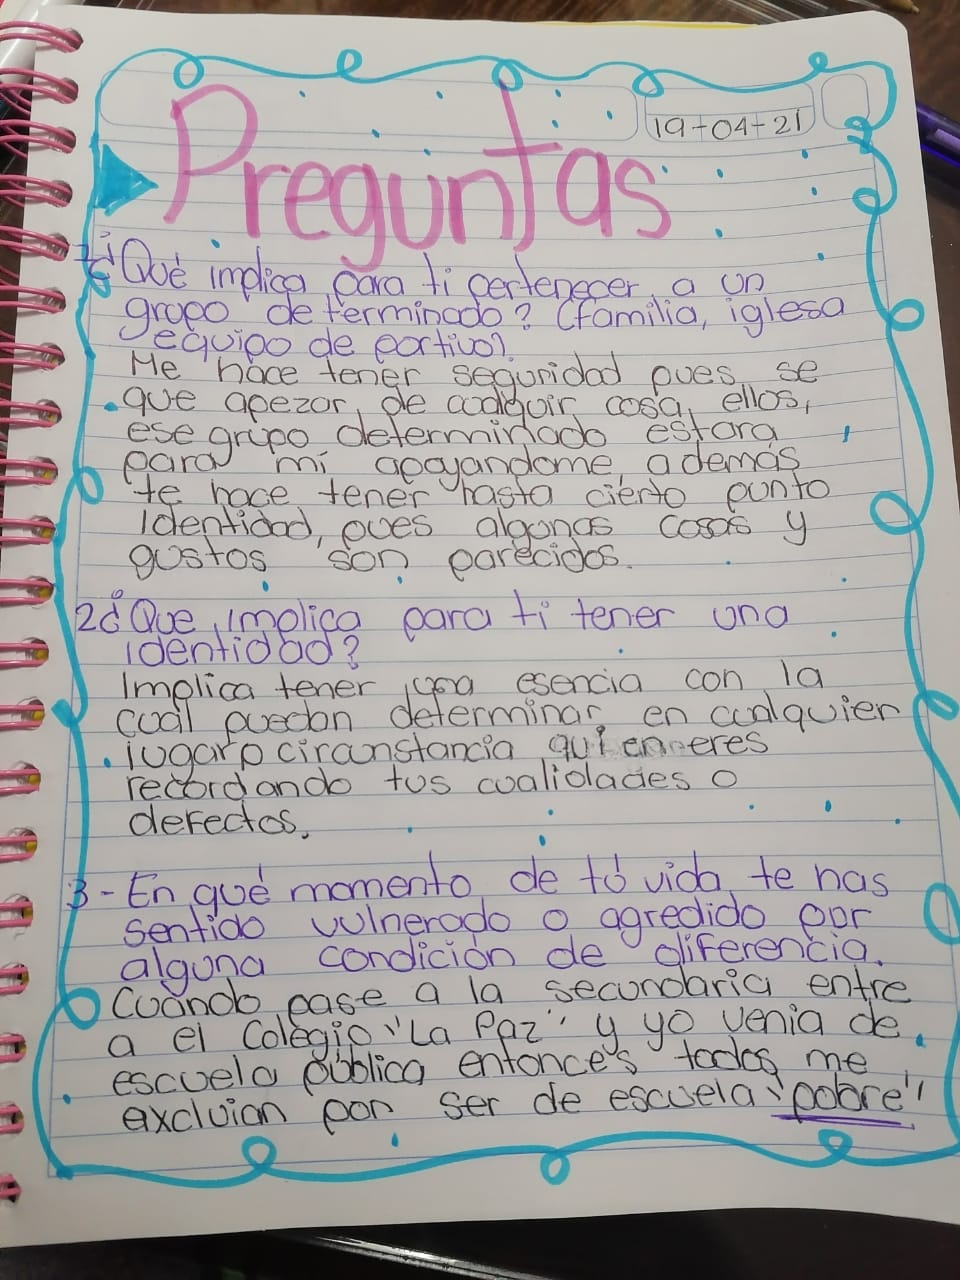 19-04-21
Preguntas
1¿Qué implica para ti pertenecer a un
grupo determinado? (familia, iglesa
equipo deportivo).
Me hace tener seguridad pues se
que apezar de cualquir cosa, ellos,
ese grupo determinado estara
para mí apoyandome, además
te hace tener hasta cierto punto
identidad, pues algunas cosas y
gustos son parecidos.
2¿Que implica para ti tener una
identidad?
Implica tener una esencia con la
cual puedan determinar en cualquier
lugar o circunstancia quien eres
recordando tus cualidades o
defectos.
3-En qué momento de tú vida te has
sentido vulnerado o agredido por
alguna condición de diferencia.
Cuándo pase a la secundaria entre
a el Colegio "La Paz" y yo venia de
escuela pública entonces todos me
excluian por ser de escuela "pobre"